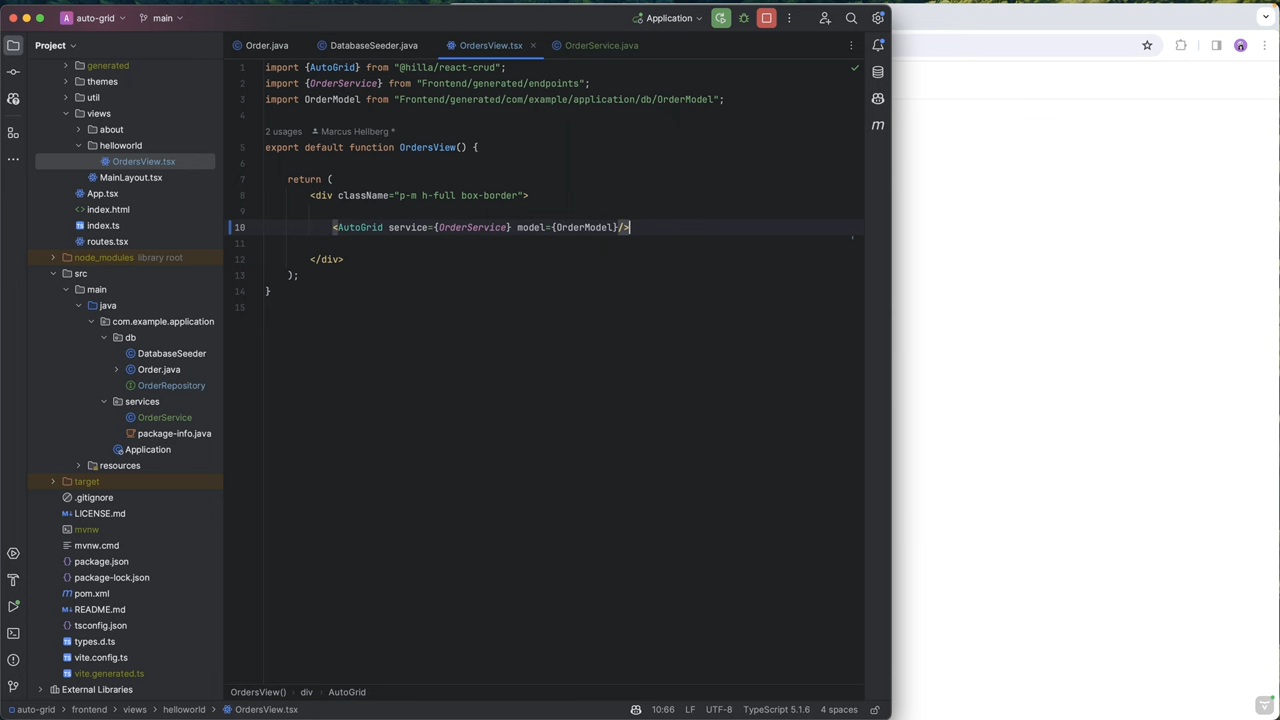 auto-grid
main
Application
Project
Order.java
DatabaseSeeder.java
OrdersView.tsx
OrderService.java
generated
themes
util
views
about
helloworld
OrdersView.tsx
MainLayout.tsx
App.tsx
index.html
index.ts
routes.tsx
node_modules library root
src
main
java
com.example.application
db
DatabaseSeeder
Order.java
OrderRepository
services
OrderService
package-info.java
Application
resources
target
.gitignore
LICENSE.md
mvnw
mvnw.cmd
package.json
package-lock.json
pom.xml
README.md
tsconfig.json
types.d.ts
vite.config.ts
vite.generated.ts
External Libraries
1 import {AutoGrid} from "@hilla/react-crud";
2 import {OrderService} from "Frontend/generated/endpoints";
3 import OrderModel from "Frontend/generated/com/example/application/db/OrderModel";
4
2 usages Marcus Hellberg *
5 export default function OrdersView() {
6
7 return (
8 <div className="p-m h-full box-border">
9
10 <AutoGrid service={OrderService} model={OrderModel}/>
11
12 </div>
13 );
14 }
15
OrdersView() div AutoGrid
auto-grid frontend views helloworld OrdersView.tsx
10:66 LF UTF-8 TypeScript 5.1.6 4 spaces